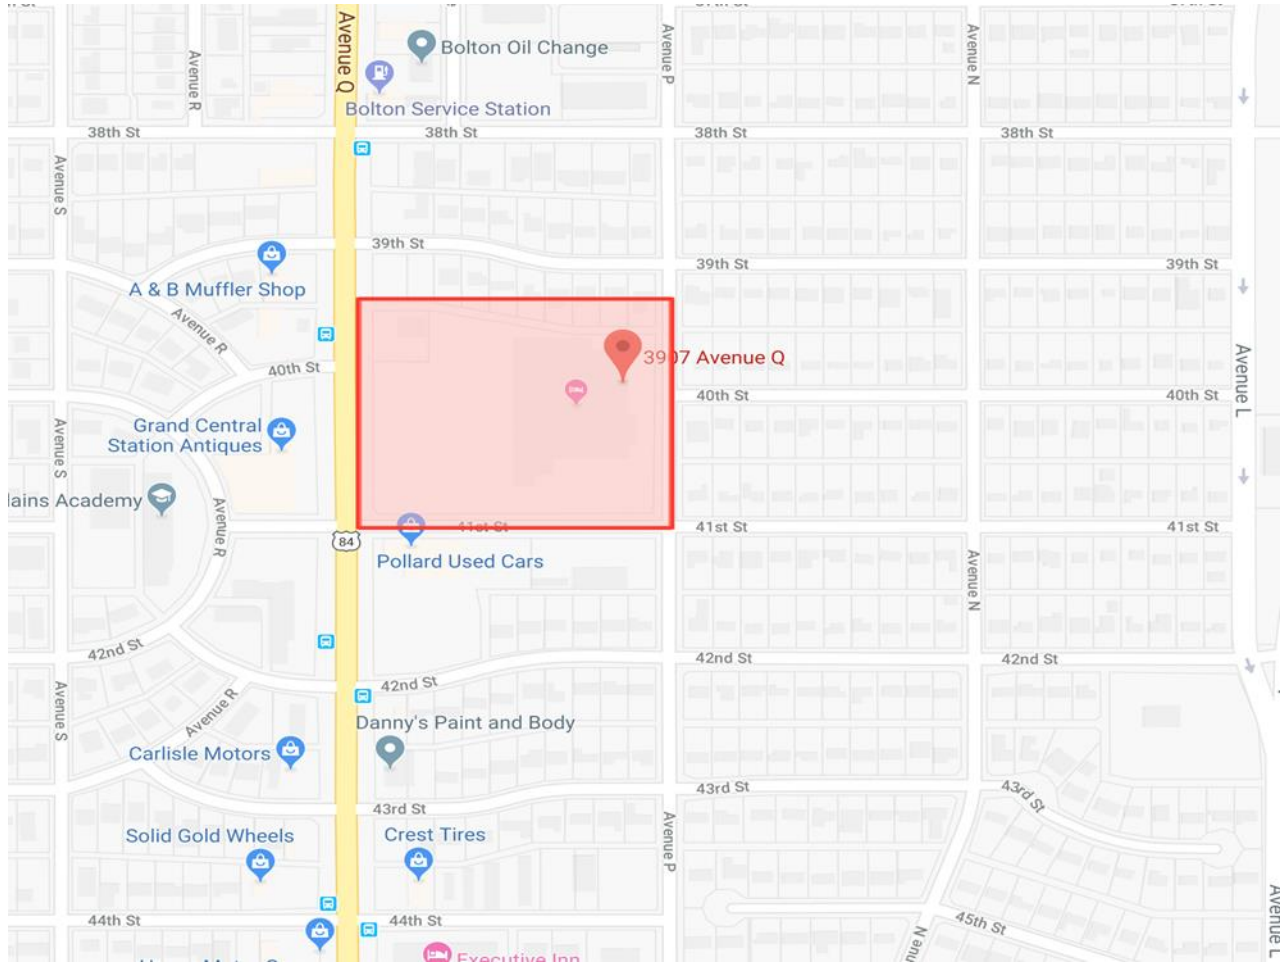 Avenue Q
Bolton Oil Change
Avenue P
Avenue N
Avenue R
Bolton Service Station
38th St
38th St
38th St
38th St
Avenue S
39th St
39th St
39th St
A & B Muffler Shop
Avenue R
40th St
3907 Avenue Q
Avenue L
40th St
40th St
Grand Central
Station Antiques
Avenue S
lains Academy
Avenue R
41st St
41st St
41st St
84
Pollard Used Cars
Avenue N
42nd St
42nd St
42nd St
42nd St
Avenue S
Avenue R
Danny's Paint and Body
Carlisle Motors
43rd St
43rd St
43rd St
Solid Gold Wheels
Crest Tires
Avenue P
44th St
44th St
45th St
Avenue L
Executive Inn